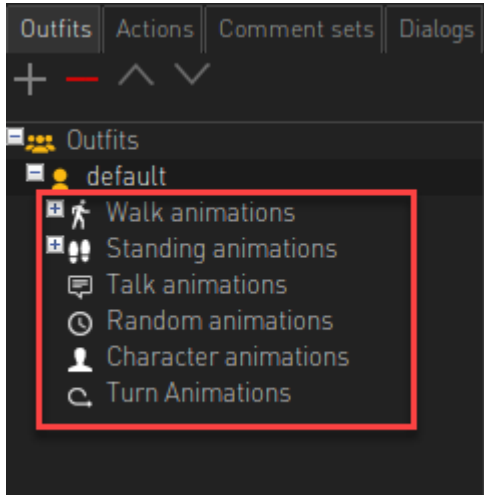 Outfits Actions Comment sets Dialogs
Outfits
default
Walk animations
Standing animations
Talk animations
Random animations
Character animations
Turn Animations